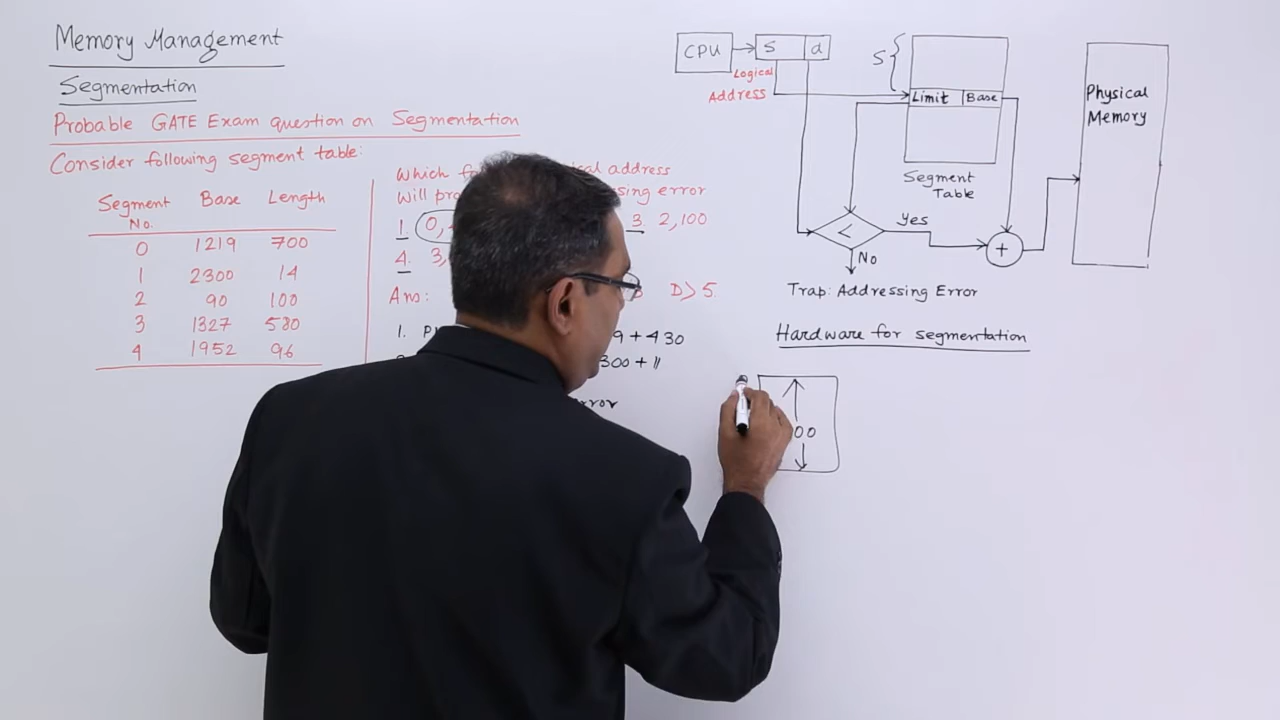 Memory Management
Segmentation
Probable GATE Exam question on Segmentation
Consider following segment table:
Segment No. Base Length
0 1219 700
1 2300 14
2 90 100
3 1327 580
4 1952 96
Which address
will
1. 0, 3. 2,100
4. 3,
Ans: D> 5.
1. + 430
300 + 11
CPU
S d
Logical
Address
S
Limit Base
Segment
Table
<
Yes
No
+
Physical
Memory
Trap: Addressing Error
Hardware for segmentation